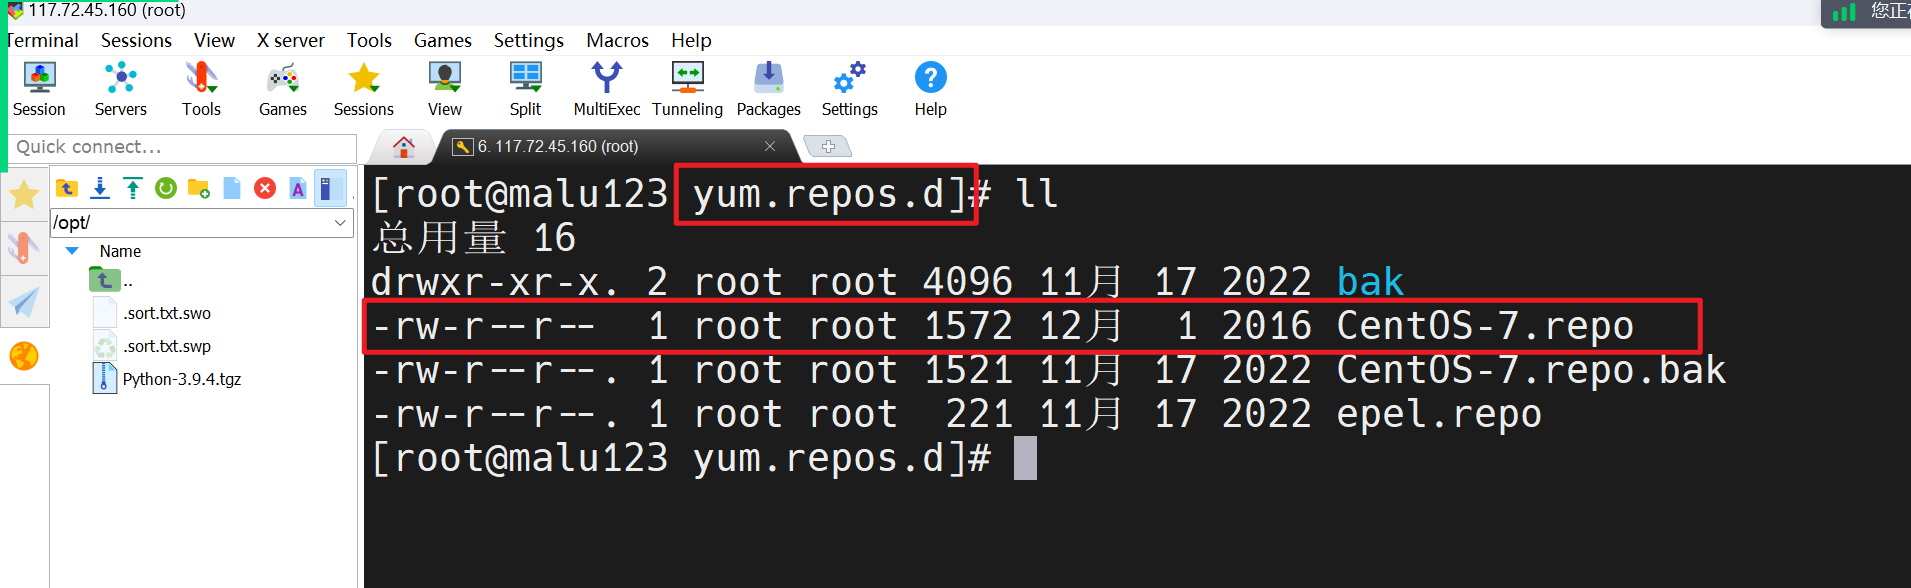 117.72.45.160 (root)
您正在
Terminal Sessions View X server Tools Games Settings Macros Help
Session Servers Tools Games Sessions View Split MultiExec Tunneling Packages Settings Help
Quick connect...
6. 117.72.45.160 (root)
/opt/
Name
..
.sort.txt.swo
.sort.txt.swp
Python-3.9.4.tgz
[root@malu123 yum.repos.d]# ll
总用量 16
drwxr-xr-x. 2 root root 4096 11月 17 2022 bak
-rw-r--r-- 1 root root 1572 12月 1 2016 CentOS-7.repo
-rw-r--r--. 1 root root 1521 11月 17 2022 CentOS-7.repo.bak
-rw-r--r--. 1 root root 221 11月 17 2022 epel.repo
[root@malu123 yum.repos.d]#